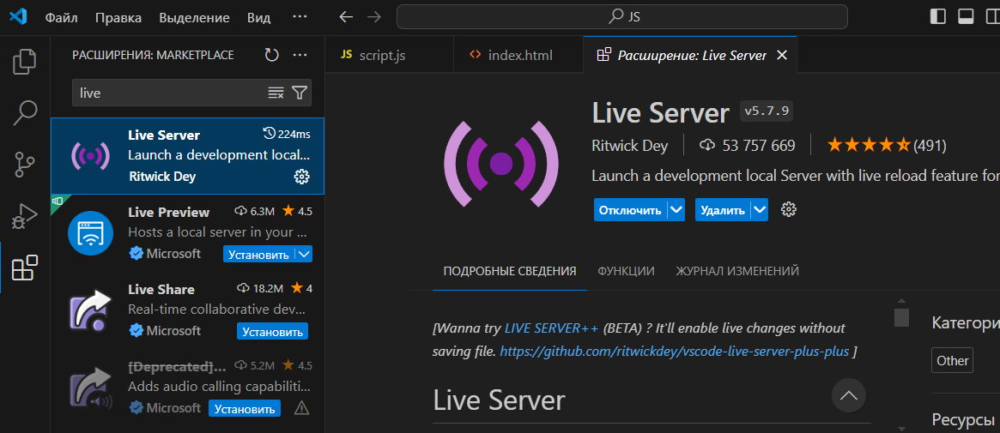 Файл Правка Выделение Вид ··· JS
РАСШИРЕНИЯ: MARKETPLACE
live
Live Server 224ms
Launch a development local...
Ritwick Dey
Live Preview 6.3M 4.5
Hosts a local server in your ...
Microsoft Установить
Live Share 18.2M 4
Real-time collaborative dev...
Microsoft Установить
[Deprecated]... 5.2M 4.5
Adds audio calling capabiliti...
Microsoft Установить
JS script.js <> index.html Расширение: Live Server
Live Server v5.7.9
Ritwick Dey 53 757 669 (491)
Launch a development local Server with live reload feature for
Отключить Удалить
ПОДРОБНЫЕ СВЕДЕНИЯ ФУНКЦИИ ЖУРНАЛ ИЗМЕНЕНИЙ
[Wanna try LIVE SERVER++ (BETA) ? It'll enable live changes without
saving file. https://github.com/ritwickdey/vscode-live-server-plus-plus ]
Live Server
Категори
Other
Ресурсы